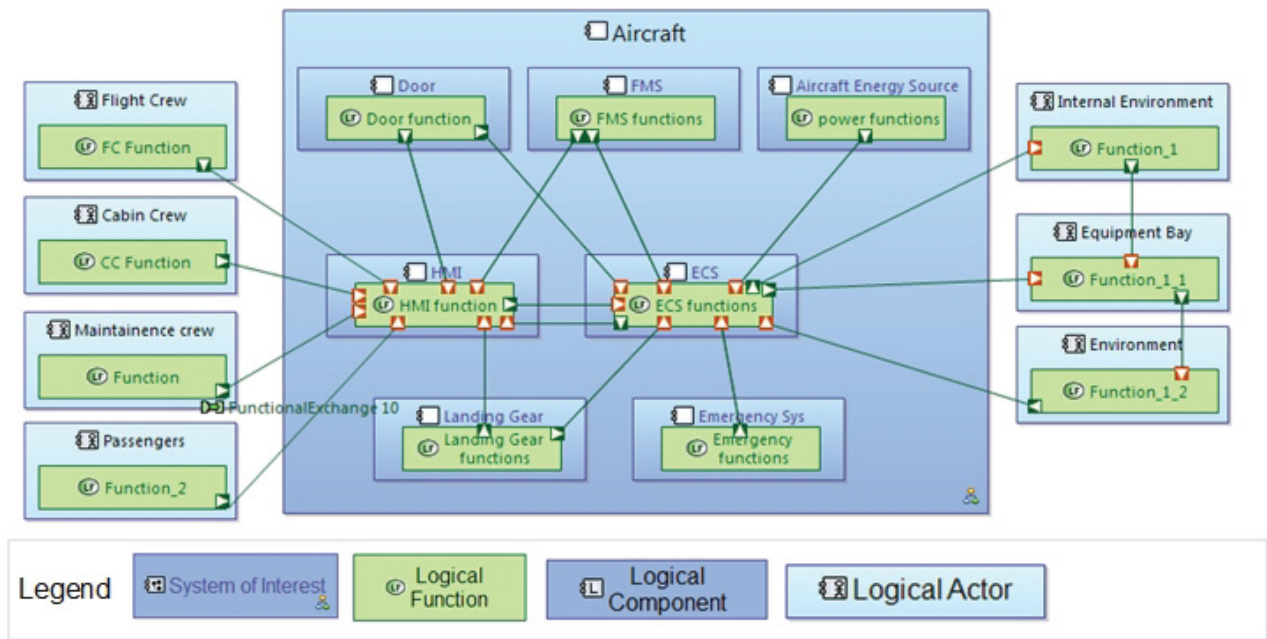 Aircraft
Door
Door function
FMS
FMS functions
Aircraft Energy Source
power functions
Flight Crew
FC Function
Cabin Crew
CC Function
Maintainence crew
Function
FunctionalExchange 10
Passengers
Function_2
HMI
HMI function
ECS
ECS functions
Landing Gear
Landing Gear
functions
Emergency Sys
Emergency
functions
Internal Environment
Function_1
Equipment Bay
Function_1_1
Environment
Function_1_2
Legend
System of Interest
Logical
Function
Logical
Component
Logical Actor